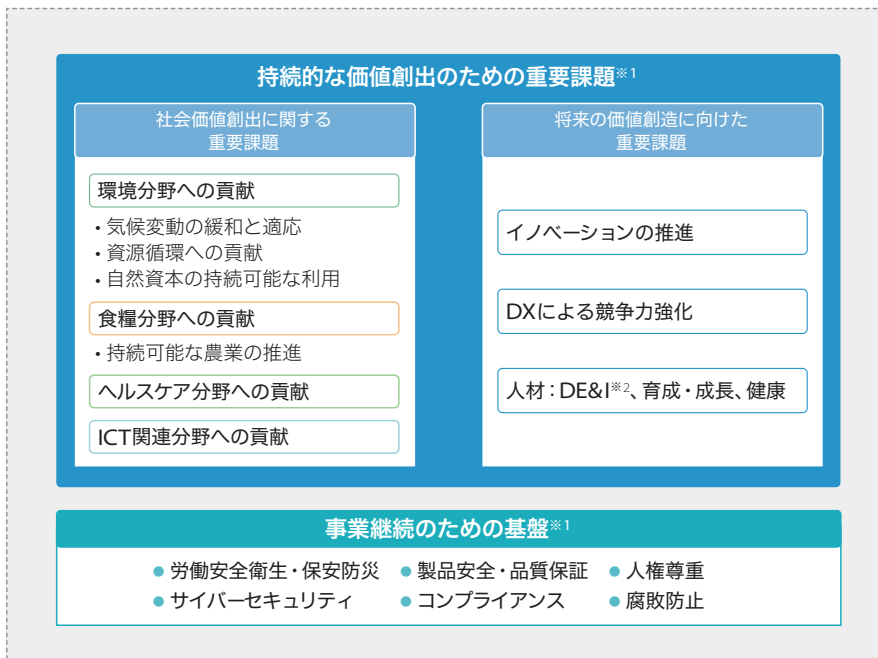 持続的な価値創出のための重要課題※1
社会価値創出に関する
重要課題
環境分野への貢献
・気候変動の緩和と適応
・資源循環への貢献
・自然資本の持続可能な利用
食糧分野への貢献
・持続可能な農業の推進
ヘルスケア分野への貢献
ICT関連分野への貢献
将来の価値創造に向けた
重要課題
イノベーションの推進
DXによる競争力強化
人材：DE&I※2、育成・成長、健康
事業継続のための基盤※1
● 労働安全衛生・保安防災 ● 製品安全・品質保証 ● 人権尊重
● サイバーセキュリティ ● コンプライアンス ● 腐敗防止